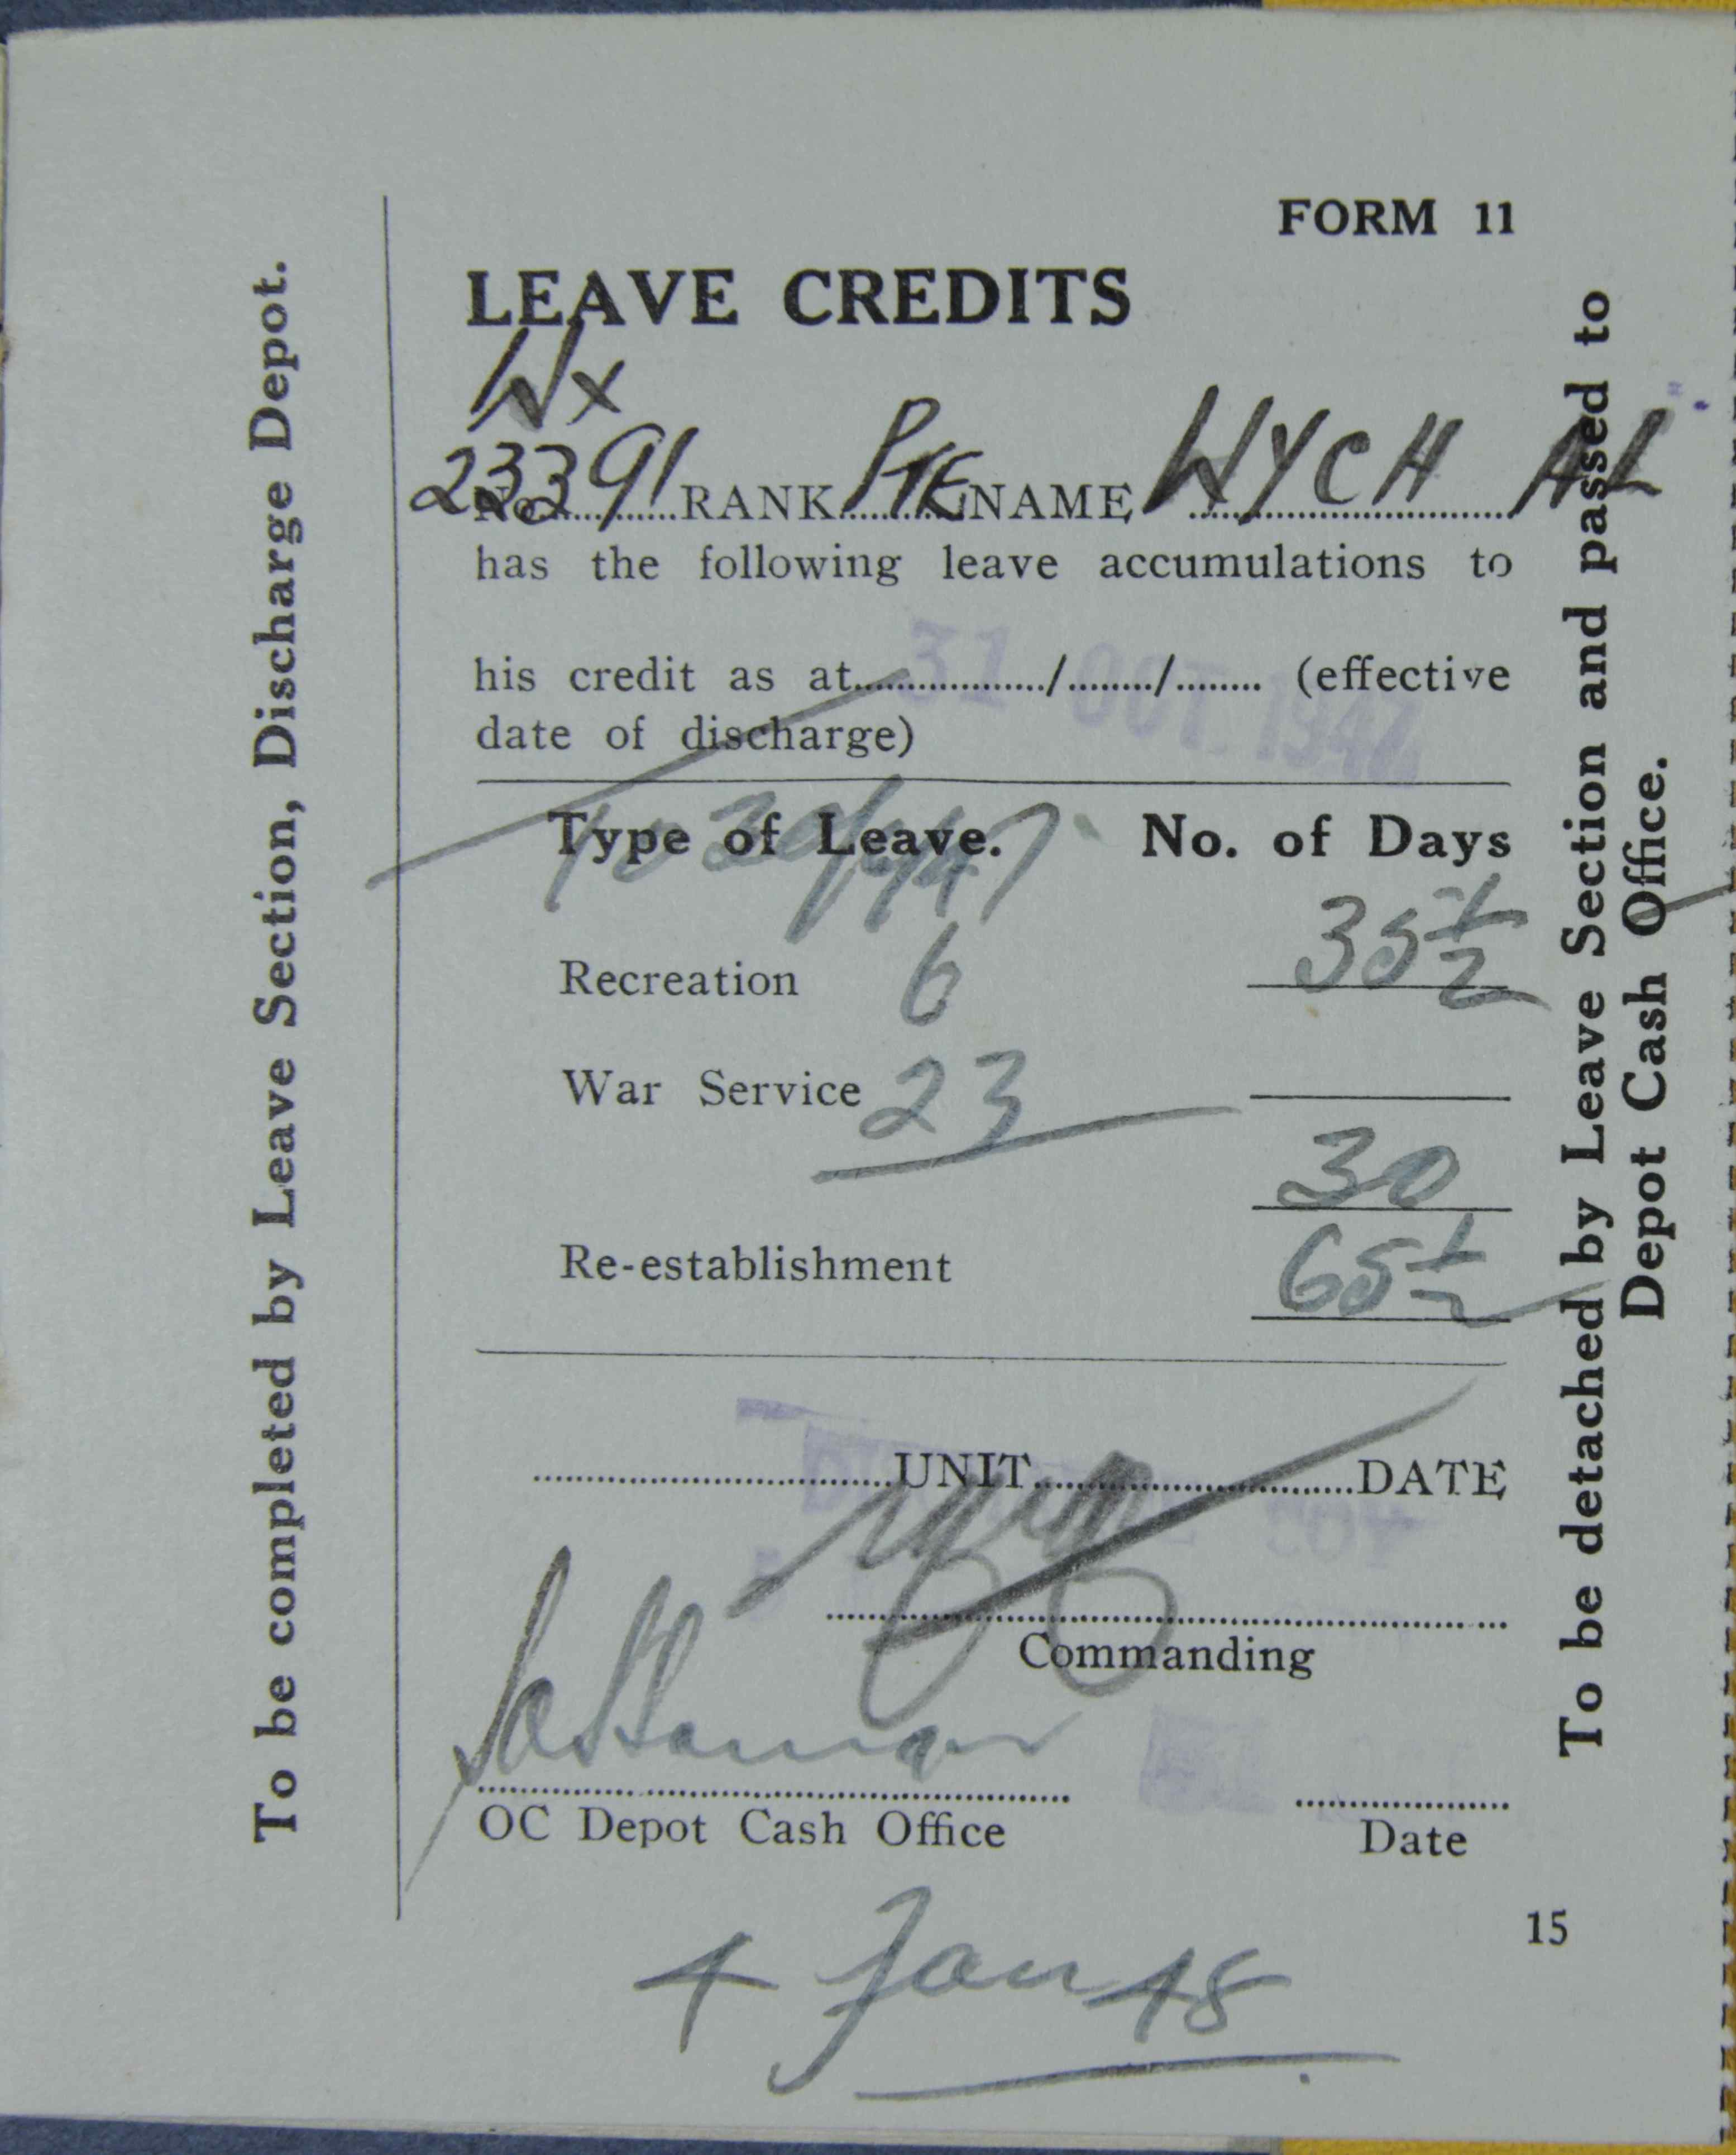 FORM 11
LEAVE CREDITS
Wx
23391 No. RANK PTE NAME WYCH AL
has the following leave accumulations to
his credit as at ................../......../........ (effective
31 OCT 1947
date of discharge)
Type of Leave. No. of Days
Recreation 6 35 1/2
War Service 23
30
Re-establishment 65 1/2
UNIT DATE
Commanding
OC Depot Cash Office Date
15
4 Jan 48
To be completed by Leave Section, Discharge Depot.
To be detached by Leave Section and passed to
Depot Cash Office.